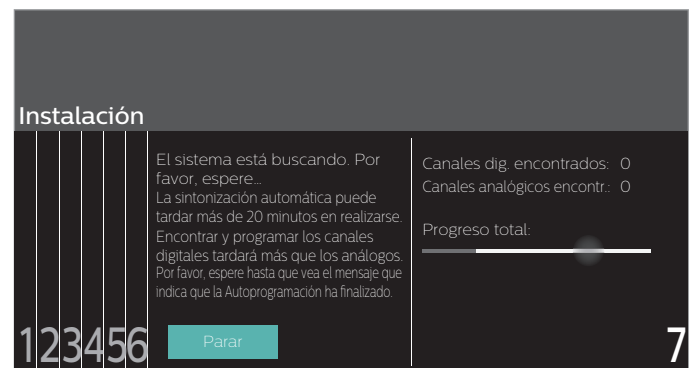 Instalación
El sistema está buscando. Por
favor, espere...
La sintonización automática puede
tardar más de 20 minutos en realizarse.
Encontrar y programar los canales
digitales tardará más que los análogos.
Por favor, espere hasta que vea el mensaje que
indica que la Autoprogramación ha finalizado.
Parar
Canales dig. encontrados: 0
Canales analógicos encontr.: 0
Progreso total:
1 2 3 4 5 6
7